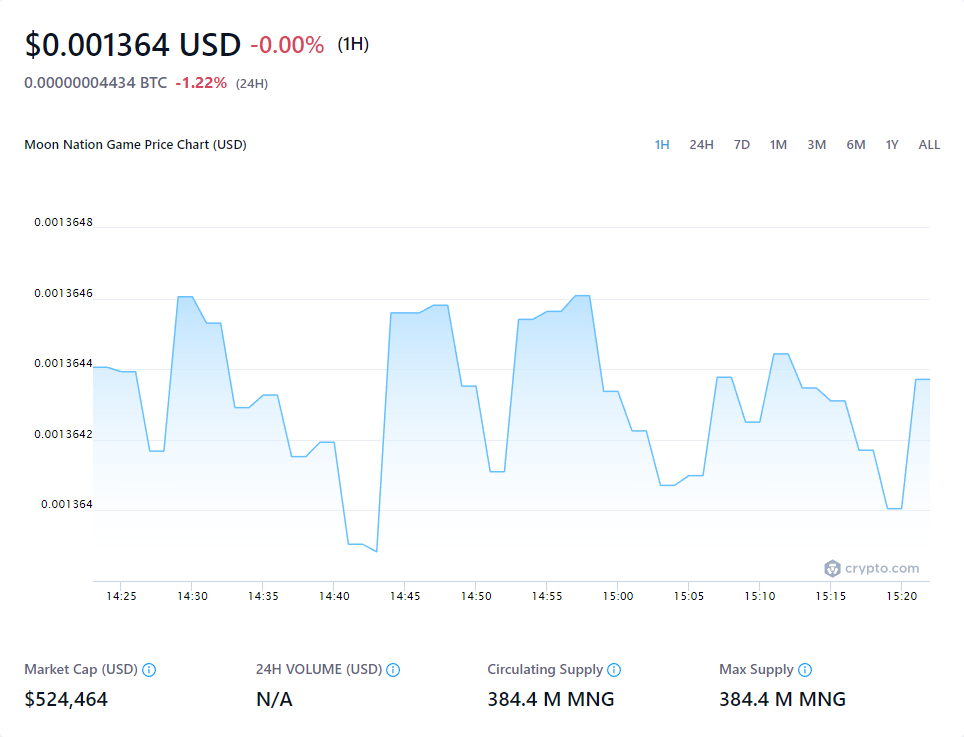 $0.001364 USD -0.00% (1H)
0.00000004434 BTC -1.22% (24H)
Moon Nation Game Price Chart (USD) 1H 24H 7D 1M 3M 6M 1Y ALL
0.0013648
0.0013646
0.0013644
0.0013642
0.001364
crypto.com
14:25 14:30 14:35 14:40 14:45 14:50 14:55 15:00 15:05 15:10 15:15 15:20
Market Cap (USD) 24H VOLUME (USD) Circulating Supply Max Supply
$524,464 N/A 384.4 M MNG 384.4 M MNG